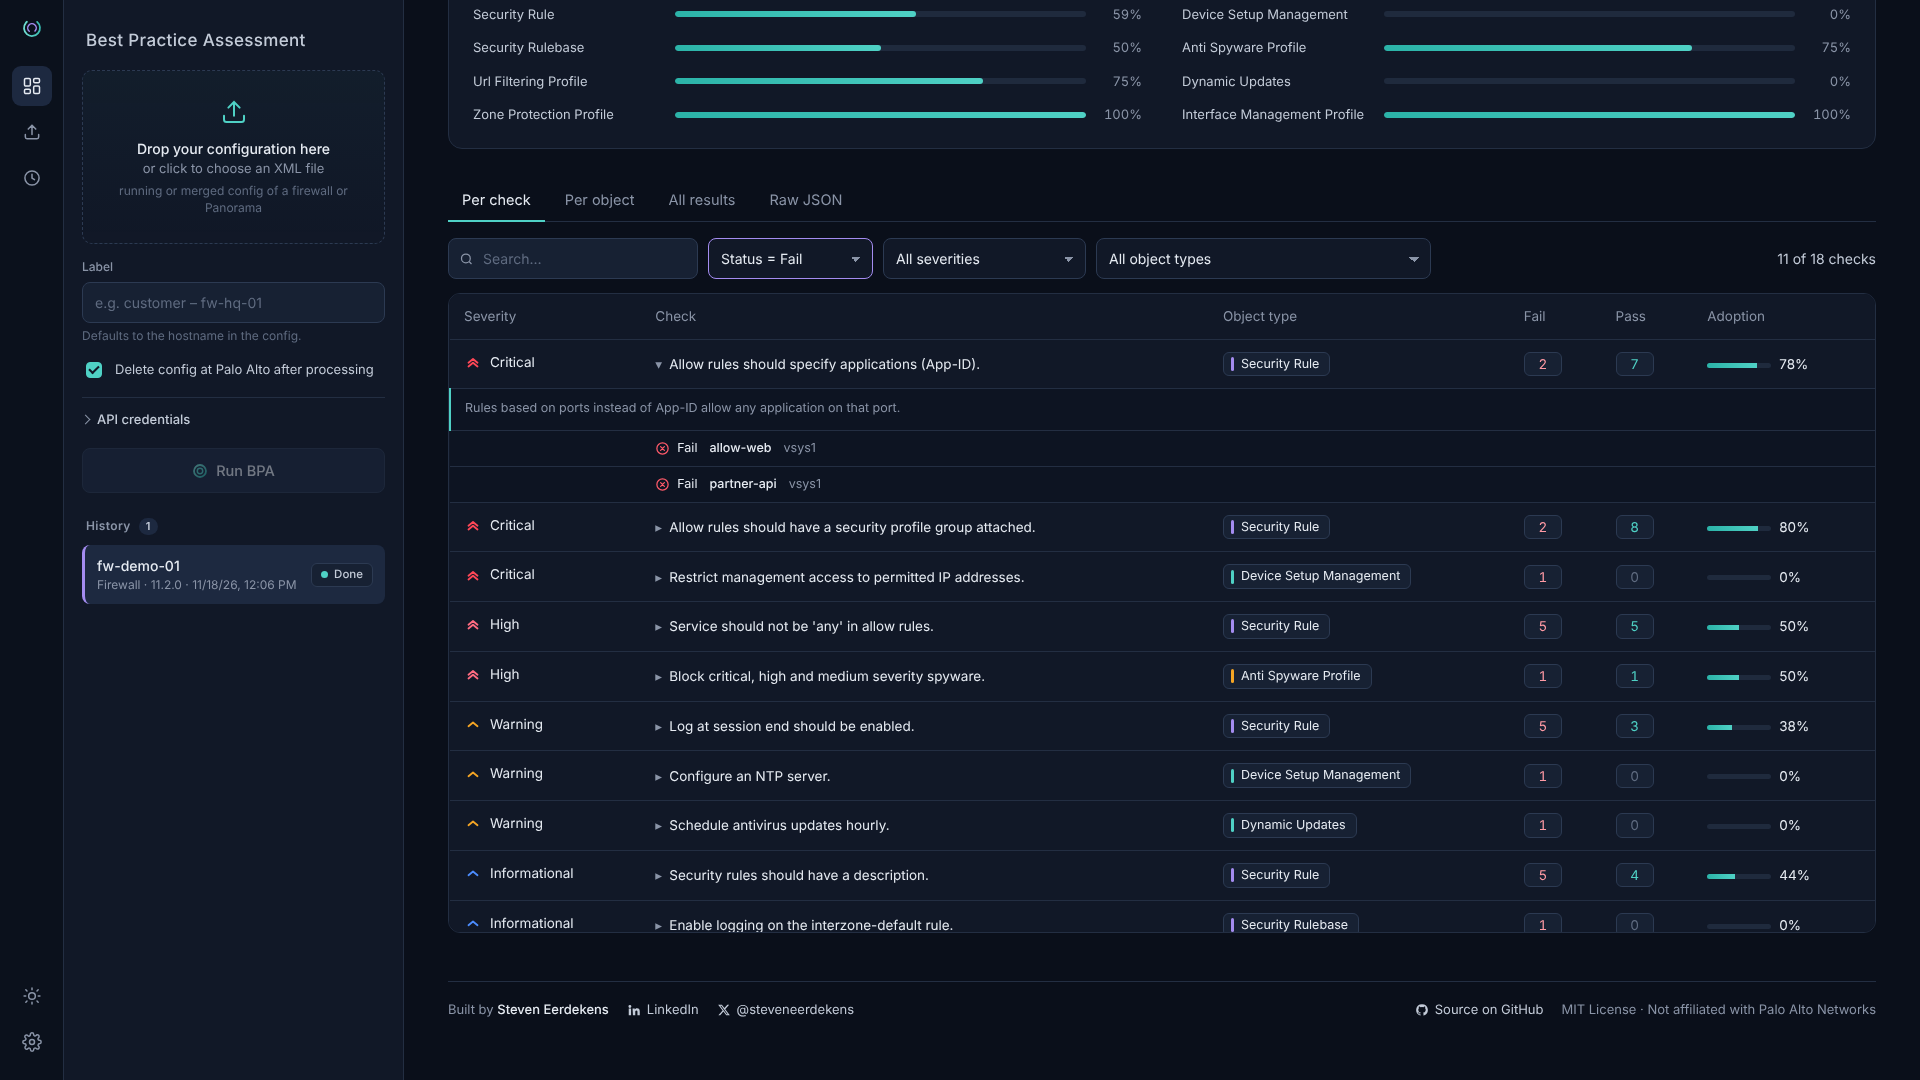 Best Practice Assessment
Drop your configuration here
or click to choose an XML file
running or merged config of a firewall or
Panorama
Label
e.g. customer – fw-hq-01
Defaults to the hostname in the config.
Delete config at Palo Alto after processing
API credentials
Run BPA
History 1
fw-demo-01
Firewall · 11.2.0 · 11/18/26, 12:06 PM
Done
Security Rule 59%
Device Setup Management 0%
Security Rulebase 50%
Anti Spyware Profile 75%
Url Filtering Profile 75%
Dynamic Updates 0%
Zone Protection Profile 100%
Interface Management Profile 100%
Per check Per object All results Raw JSON
Search... Status = Fail All severities All object types 11 of 18 checks
Severity Check Object type Fail Pass Adoption
Critical Allow rules should specify applications (App-ID). Security Rule 2 7 78%
Rules based on ports instead of App-ID allow any application on that port.
Fail allow-web vsys1
Fail partner-api vsys1
Critical Allow rules should have a security profile group attached. Security Rule 2 8 80%
Critical Restrict management access to permitted IP addresses. Device Setup Management 1 0 0%
High Service should not be 'any' in allow rules. Security Rule 5 5 50%
High Block critical, high and medium severity spyware. Anti Spyware Profile 1 1 50%
Warning Log at session end should be enabled. Security Rule 5 3 38%
Warning Configure an NTP server. Device Setup Management 1 0 0%
Warning Schedule antivirus updates hourly. Dynamic Updates 1 0 0%
Informational Security rules should have a description. Security Rule 5 4 44%
Informational Enable logging on the interzone-default rule. Security Rulebase 1 0 0%
Built by Steven Eerdekens LinkedIn @steveneerdekens Source on GitHub MIT License · Not affiliated with Palo Alto Networks